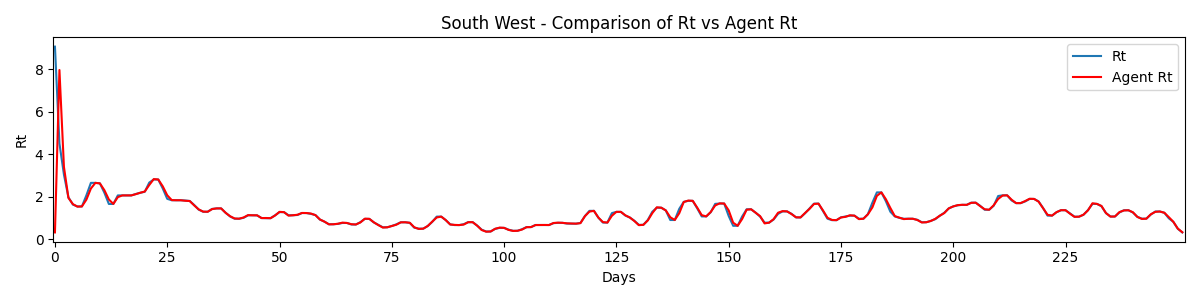 South West - Comparison of Rt vs Agent Rt
Rt
Agent Rt
8
6
4
2
0
Rt
0 25 50 75 100 125 150 175 200 225
Days